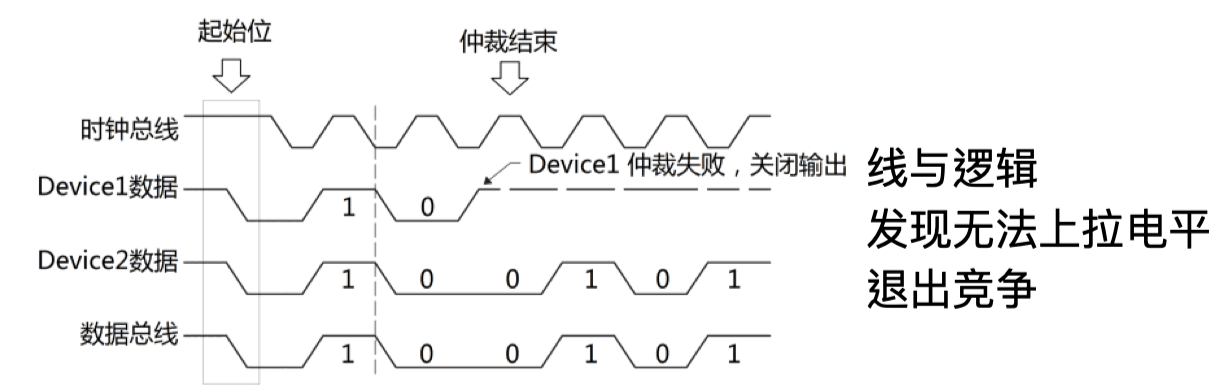 起始位
仲裁结束
时钟总线
Device1 仲裁失败，关闭输出
Device1数据 1 0
Device2数据 1 0 0 1 0 1
数据总线 1 0 0 1 0 1
线与逻辑
发现无法上拉电平
退出竞争